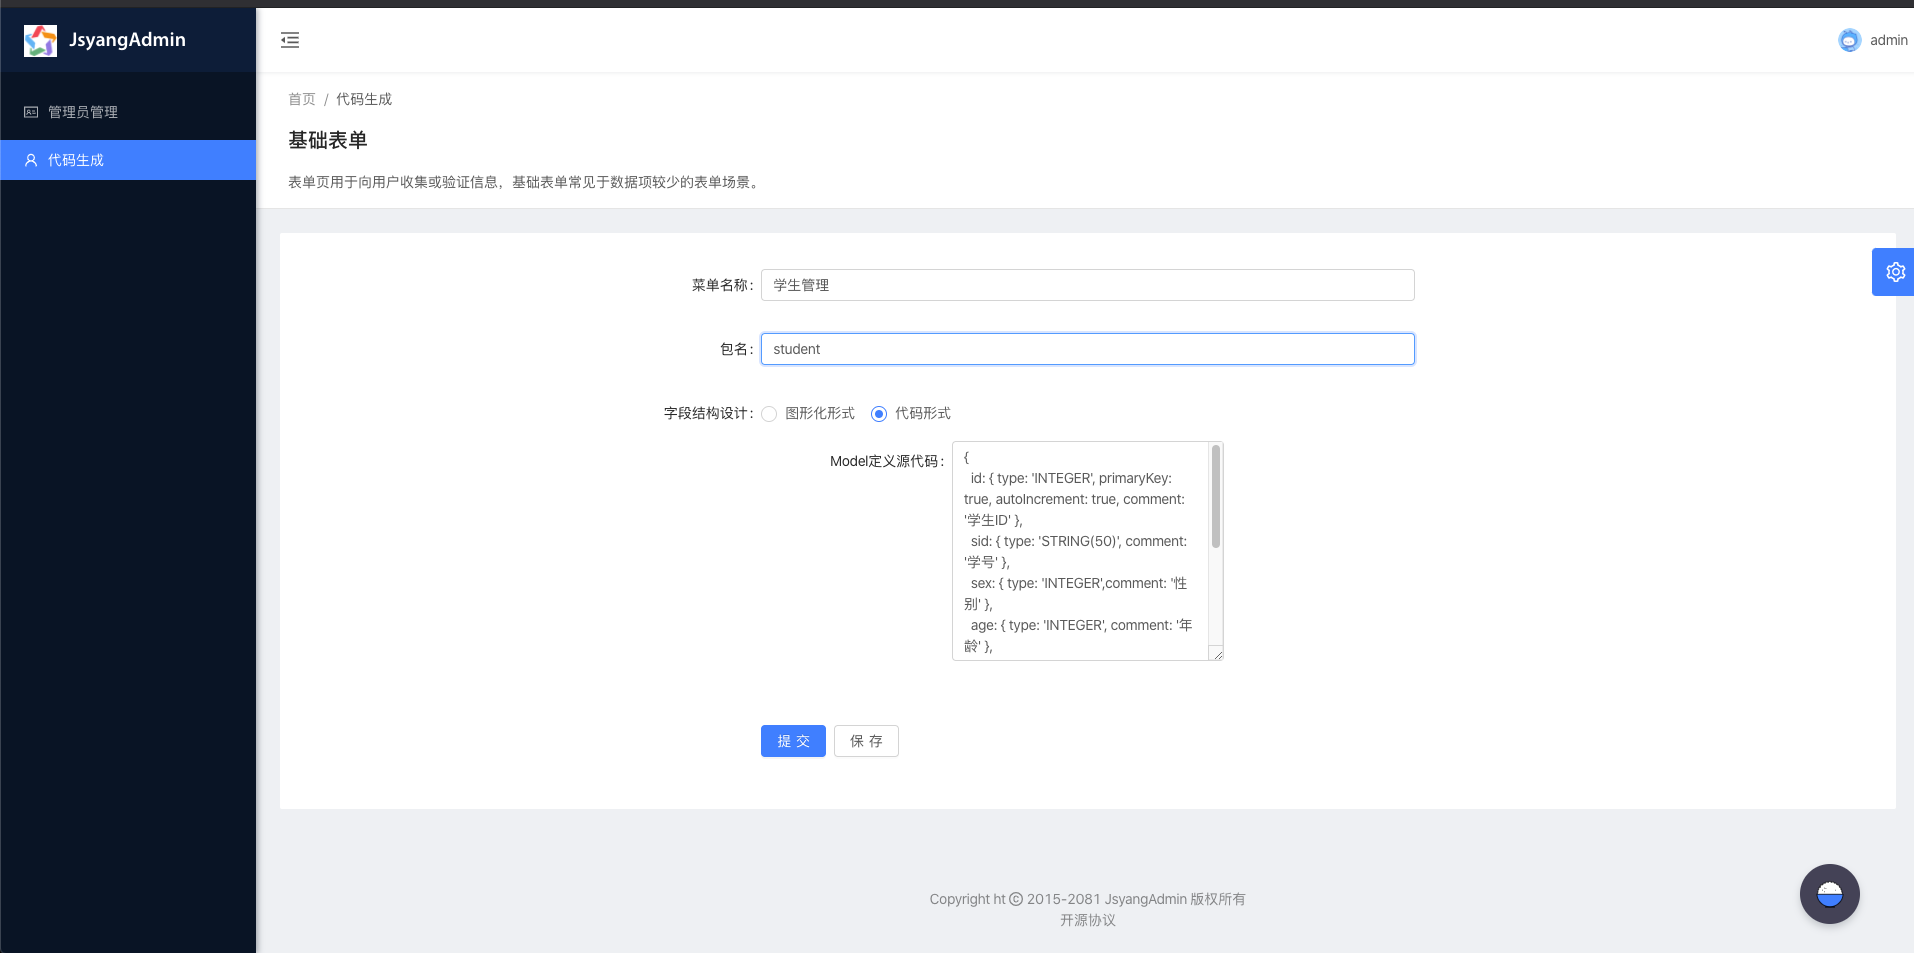 JsyangAdmin
admin
管理员管理
代码生成
首页 / 代码生成
基础表单
表单页用于向用户收集或验证信息，基础表单常见于数据项较少的表单场景。
菜单名称: 学生管理
包名: student
字段结构设计: 图形化形式 代码形式
Model定义源代码:
{
id: { type: 'INTEGER', primaryKey:
true, autoIncrement: true, comment:
'学生ID' },
sid: { type: 'STRING(50)', comment:
'学号' },
sex: { type: 'INTEGER',comment: '性
别' },
age: { type: 'INTEGER', comment: '年
龄' },
提 交 保 存
Copyright ht © 2015-2081 JsyangAdmin 版权所有
开源协议